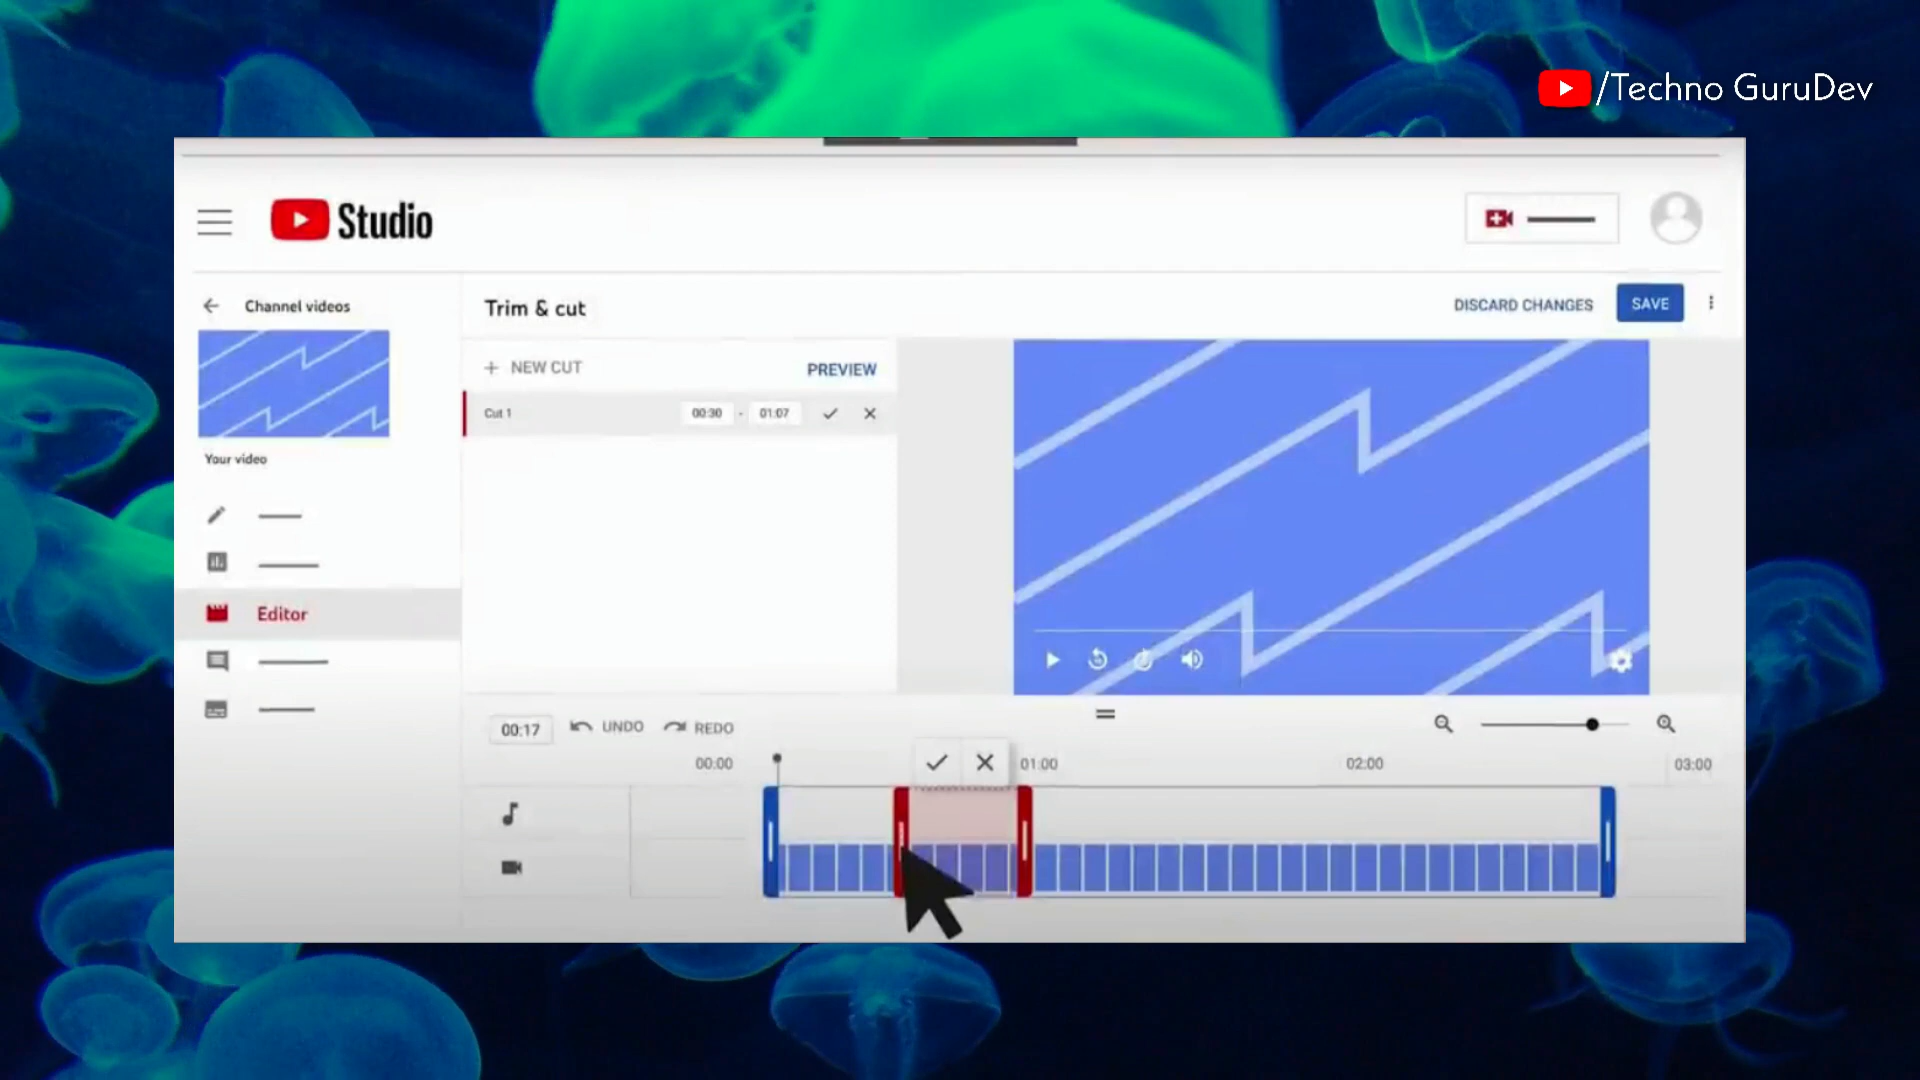 /Techno GuruDev
Studio
Channel videos
Trim & cut
DISCARD CHANGES
SAVE
+ NEW CUT
PREVIEW
Cut 1
00:30 - 01:07
Your video
Editor
00:17
UNDO
REDO
00:00
01:00
02:00
03:00